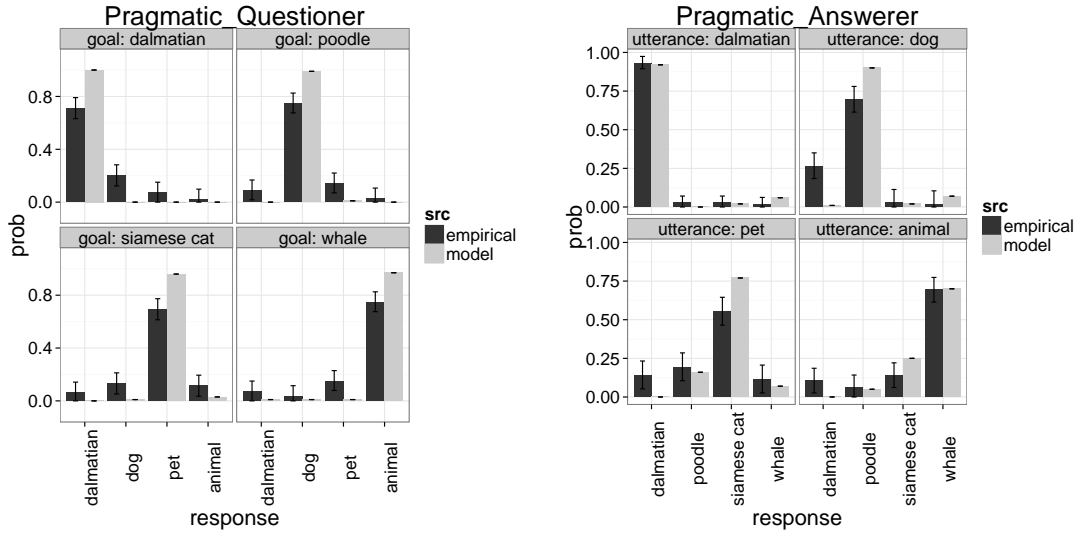 Pragmatic_Questioner
goal: dalmatian
goal: poodle
0.8
0.4
0.0
goal: siamese cat
goal: whale
0.8
0.4
0.0
prob
dalmatian
dog
pet
animal
dalmatian
dog
pet
animal
response
src
empirical
model
Pragmatic_Answerer
utterance: dalmatian
utterance: dog
1.00
0.75
0.50
0.25
0.00
utterance: pet
utterance: animal
1.00
0.75
0.50
0.25
0.00
prob
dalmatian
poodle
siamese cat
whale
dalmatian
poodle
siamese cat
whale
response
src
empirical
model